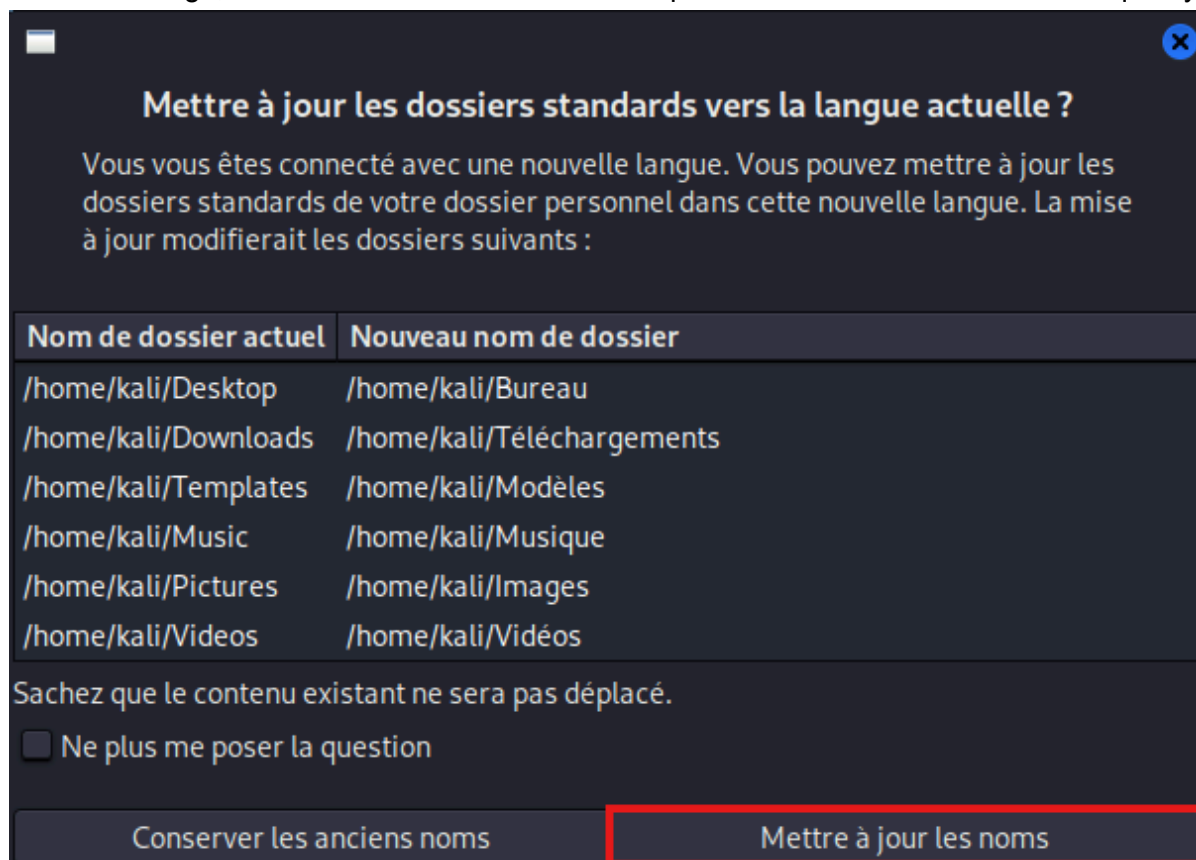 Mettre à jour les dossiers standards vers la langue actuelle ?
Vous vous êtes connecté avec une nouvelle langue. Vous pouvez mettre à jour les
dossiers standards de votre dossier personnel dans cette nouvelle langue. La mise
à jour modifierait les dossiers suivants :
Nom de dossier actuel Nouveau nom de dossier
/home/kali/Desktop /home/kali/Bureau
/home/kali/Downloads /home/kali/Téléchargements
/home/kali/Templates /home/kali/Modèles
/home/kali/Music /home/kali/Musique
/home/kali/Pictures /home/kali/Images
/home/kali/Videos /home/kali/Vidéos
Sachez que le contenu existant ne sera pas déplacé.
Ne plus me poser la question
Conserver les anciens noms Mettre à jour les noms